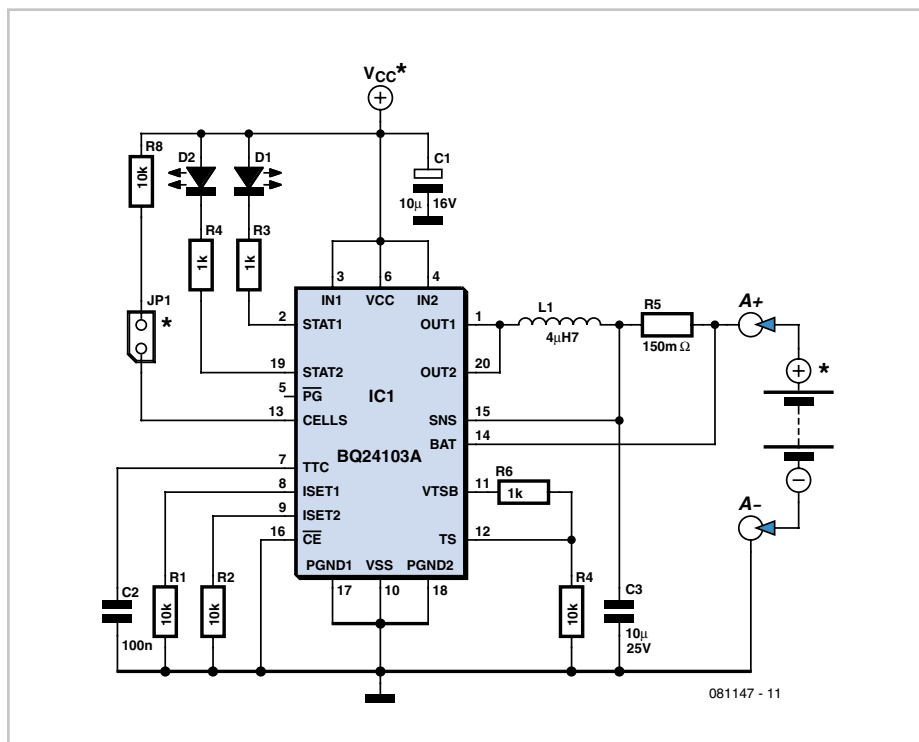 VCC*
R8
10k
D2
D1
C1
10µ 16V
R4
1k
R3
1k
JP1
*
3 6 4
IN1 VCC IN2
2 STAT1
19 STAT2
5 PG
13 CELLS
7 TTC
8 ISET1
9 ISET2
16 CE
IC1
BQ24103A
OUT1 1
OUT2 20
SNS 15
BAT 14
VTSB 11
TS 12
PGND1 VSS PGND2
17 10 18
L1
4µH7
R5
150mΩ
A+
*
A–
R6
1k
C2
100n
R1
10k
R2
10k
R4
10k
C3
10µ
25V
081147 - 11